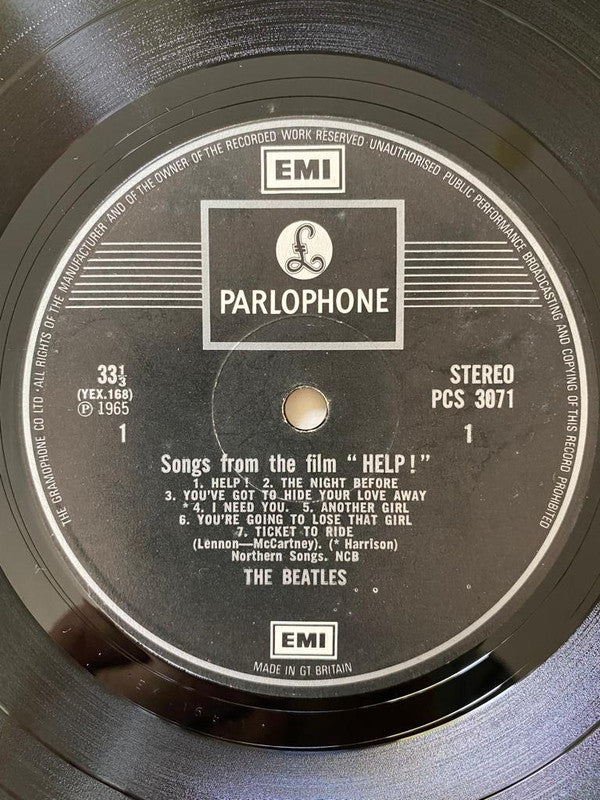 THE GRAMOPHONE CO LTD · ALL RIGHTS OF THE MANUFACTURER AND OF THE OWNER OF THE RECORDED WORK RESERVED · UNAUTHORISED PUBLIC PERFORMANCE BROADCASTING AND COPYING OF THIS RECORD PROHIBITED
EMI
£
PARLOPHONE
33⅓
(YEX.168)
℗ 1965
1
STEREO
PCS 3071
1
Songs from the film “HELP!”
1. HELP! 2. THE NIGHT BEFORE
3. YOU'VE GOT TO HIDE YOUR LOVE AWAY
*4. I NEED YOU. 5. ANOTHER GIRL
6. YOU'RE GOING TO LOSE THAT GIRL
7. TICKET TO RIDE
(Lennon—McCartney). (* Harrison)
Northern Songs. NCB
THE BEATLES
EMI
MADE IN GT BRITAIN